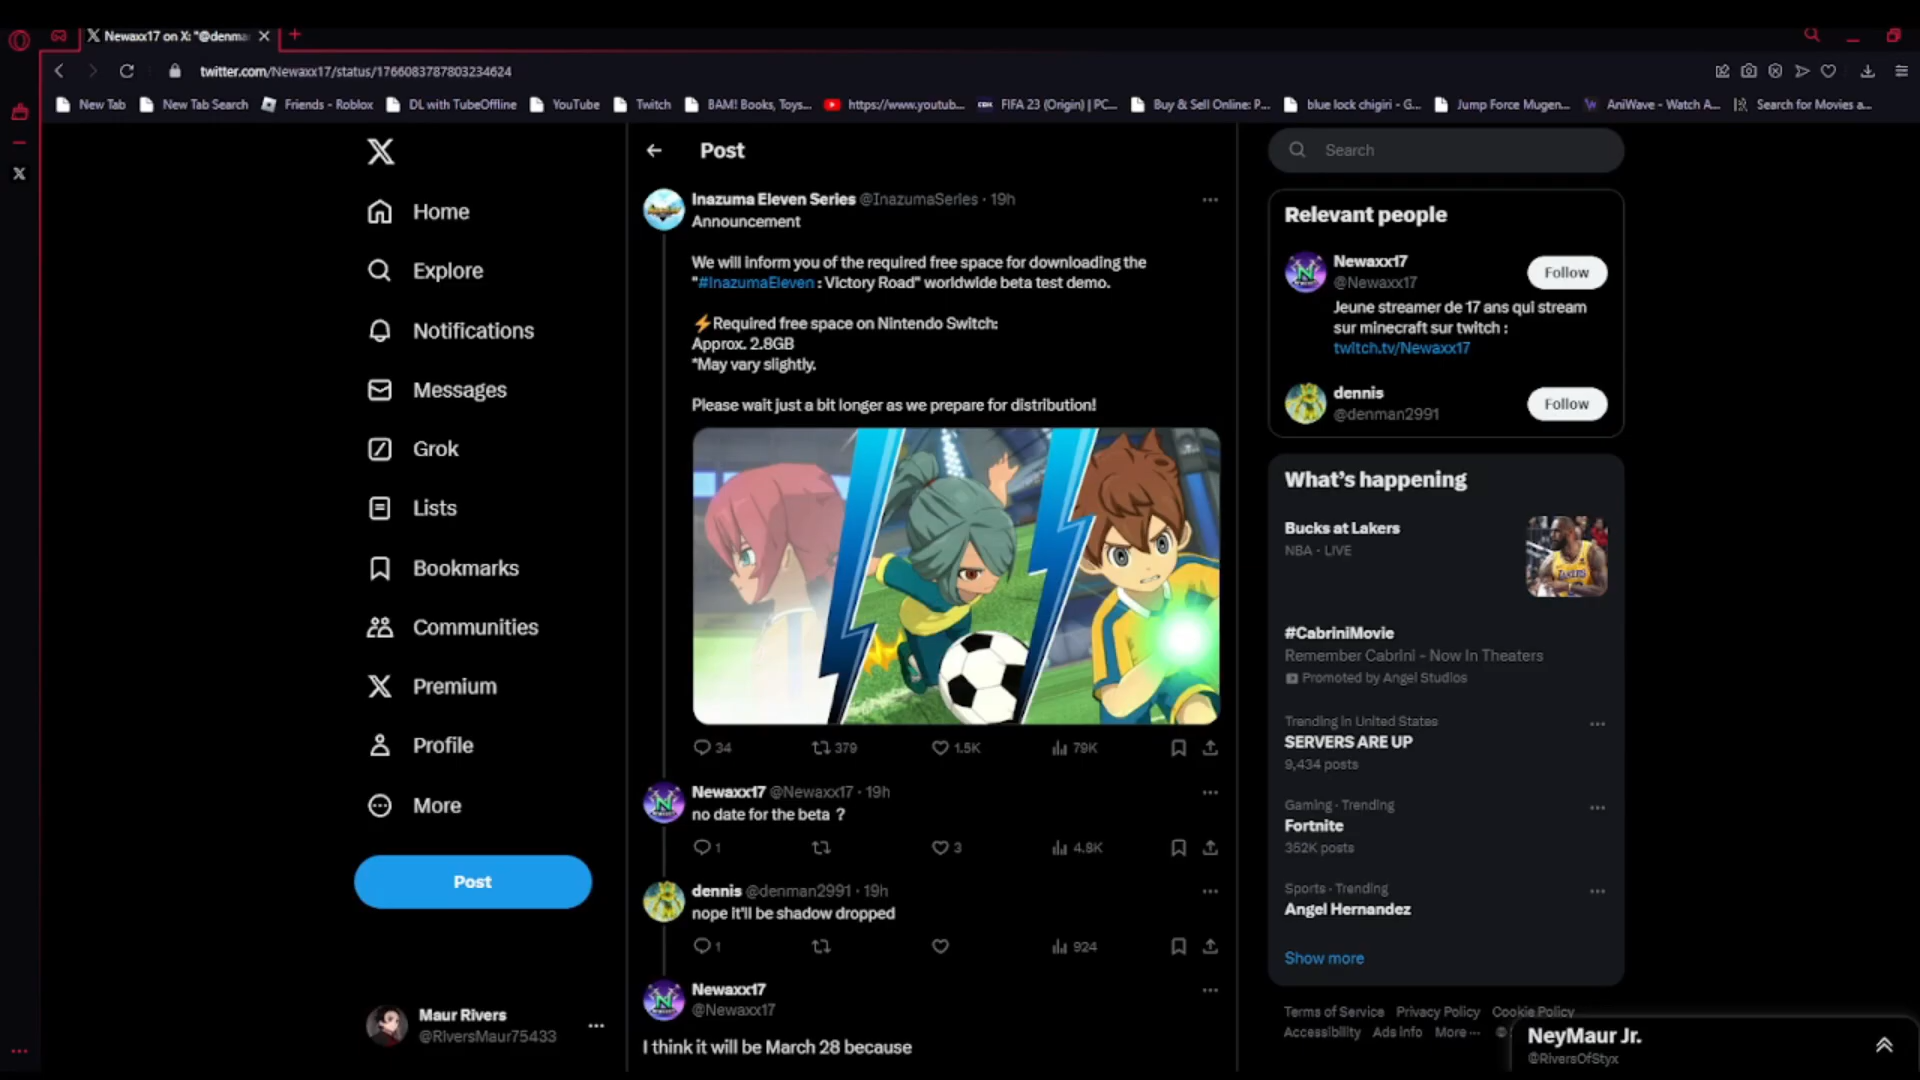 Newaxx17 on X: "@denma
twitter.com/Newaxx17/status/1766083787803234624
New Tab
New Tab Search
Friends - Roblox
DL with TubeOffline
YouTube
Twitch
BAM! Books, Toys...
https://www.youtub...
FIFA 23 (Origin) | PC...
Buy & Sell Online: P...
blue lock chigiri - G...
Jump Force Mugen...
AniWave - Watch A...
Search for Movies a...
Home
Explore
Notifications
Messages
Grok
Lists
Bookmarks
Communities
Premium
Profile
More
Post
Maur Rivers
@RiversMaur75433
Post
Inazuma Eleven Series @InazumaSeries · 19h
Announcement
We will inform you of the required free space for downloading the
"#InazumaEleven : Victory Road" worldwide beta test demo.
⚡Required free space on Nintendo Switch:
Approx. 2.8GB
*May vary slightly.
Please wait just a bit longer as we prepare for distribution!
34 379 1.5K 79K
Newaxx17 @Newaxx17 · 19h
no date for the beta ?
1 3 4.8K
dennis @denman2991 · 19h
nope it'll be shadow dropped
1 924
Newaxx17
@Newaxx17
I think it will be March 28 because
Search
Relevant people
Newaxx17
@Newaxx17
Follow
Jeune streamer de 17 ans qui stream
sur minecraft sur twitch :
twitch.tv/Newaxx17
dennis
@denman2991
Follow
What's happening
Bucks at Lakers
NBA · LIVE
#CabriniMovie
Remember Cabrini - Now In Theaters
Promoted by Angel Studios
Trending in United States
SERVERS ARE UP
9,434 posts
Gaming · Trending
Fortnite
352K posts
Sports · Trending
Angel Hernandez
Show more
Terms of Service Privacy Policy Cookie Policy
Accessibility Ads info More ··· ©
NeyMaur Jr.
@RiversOfStyx